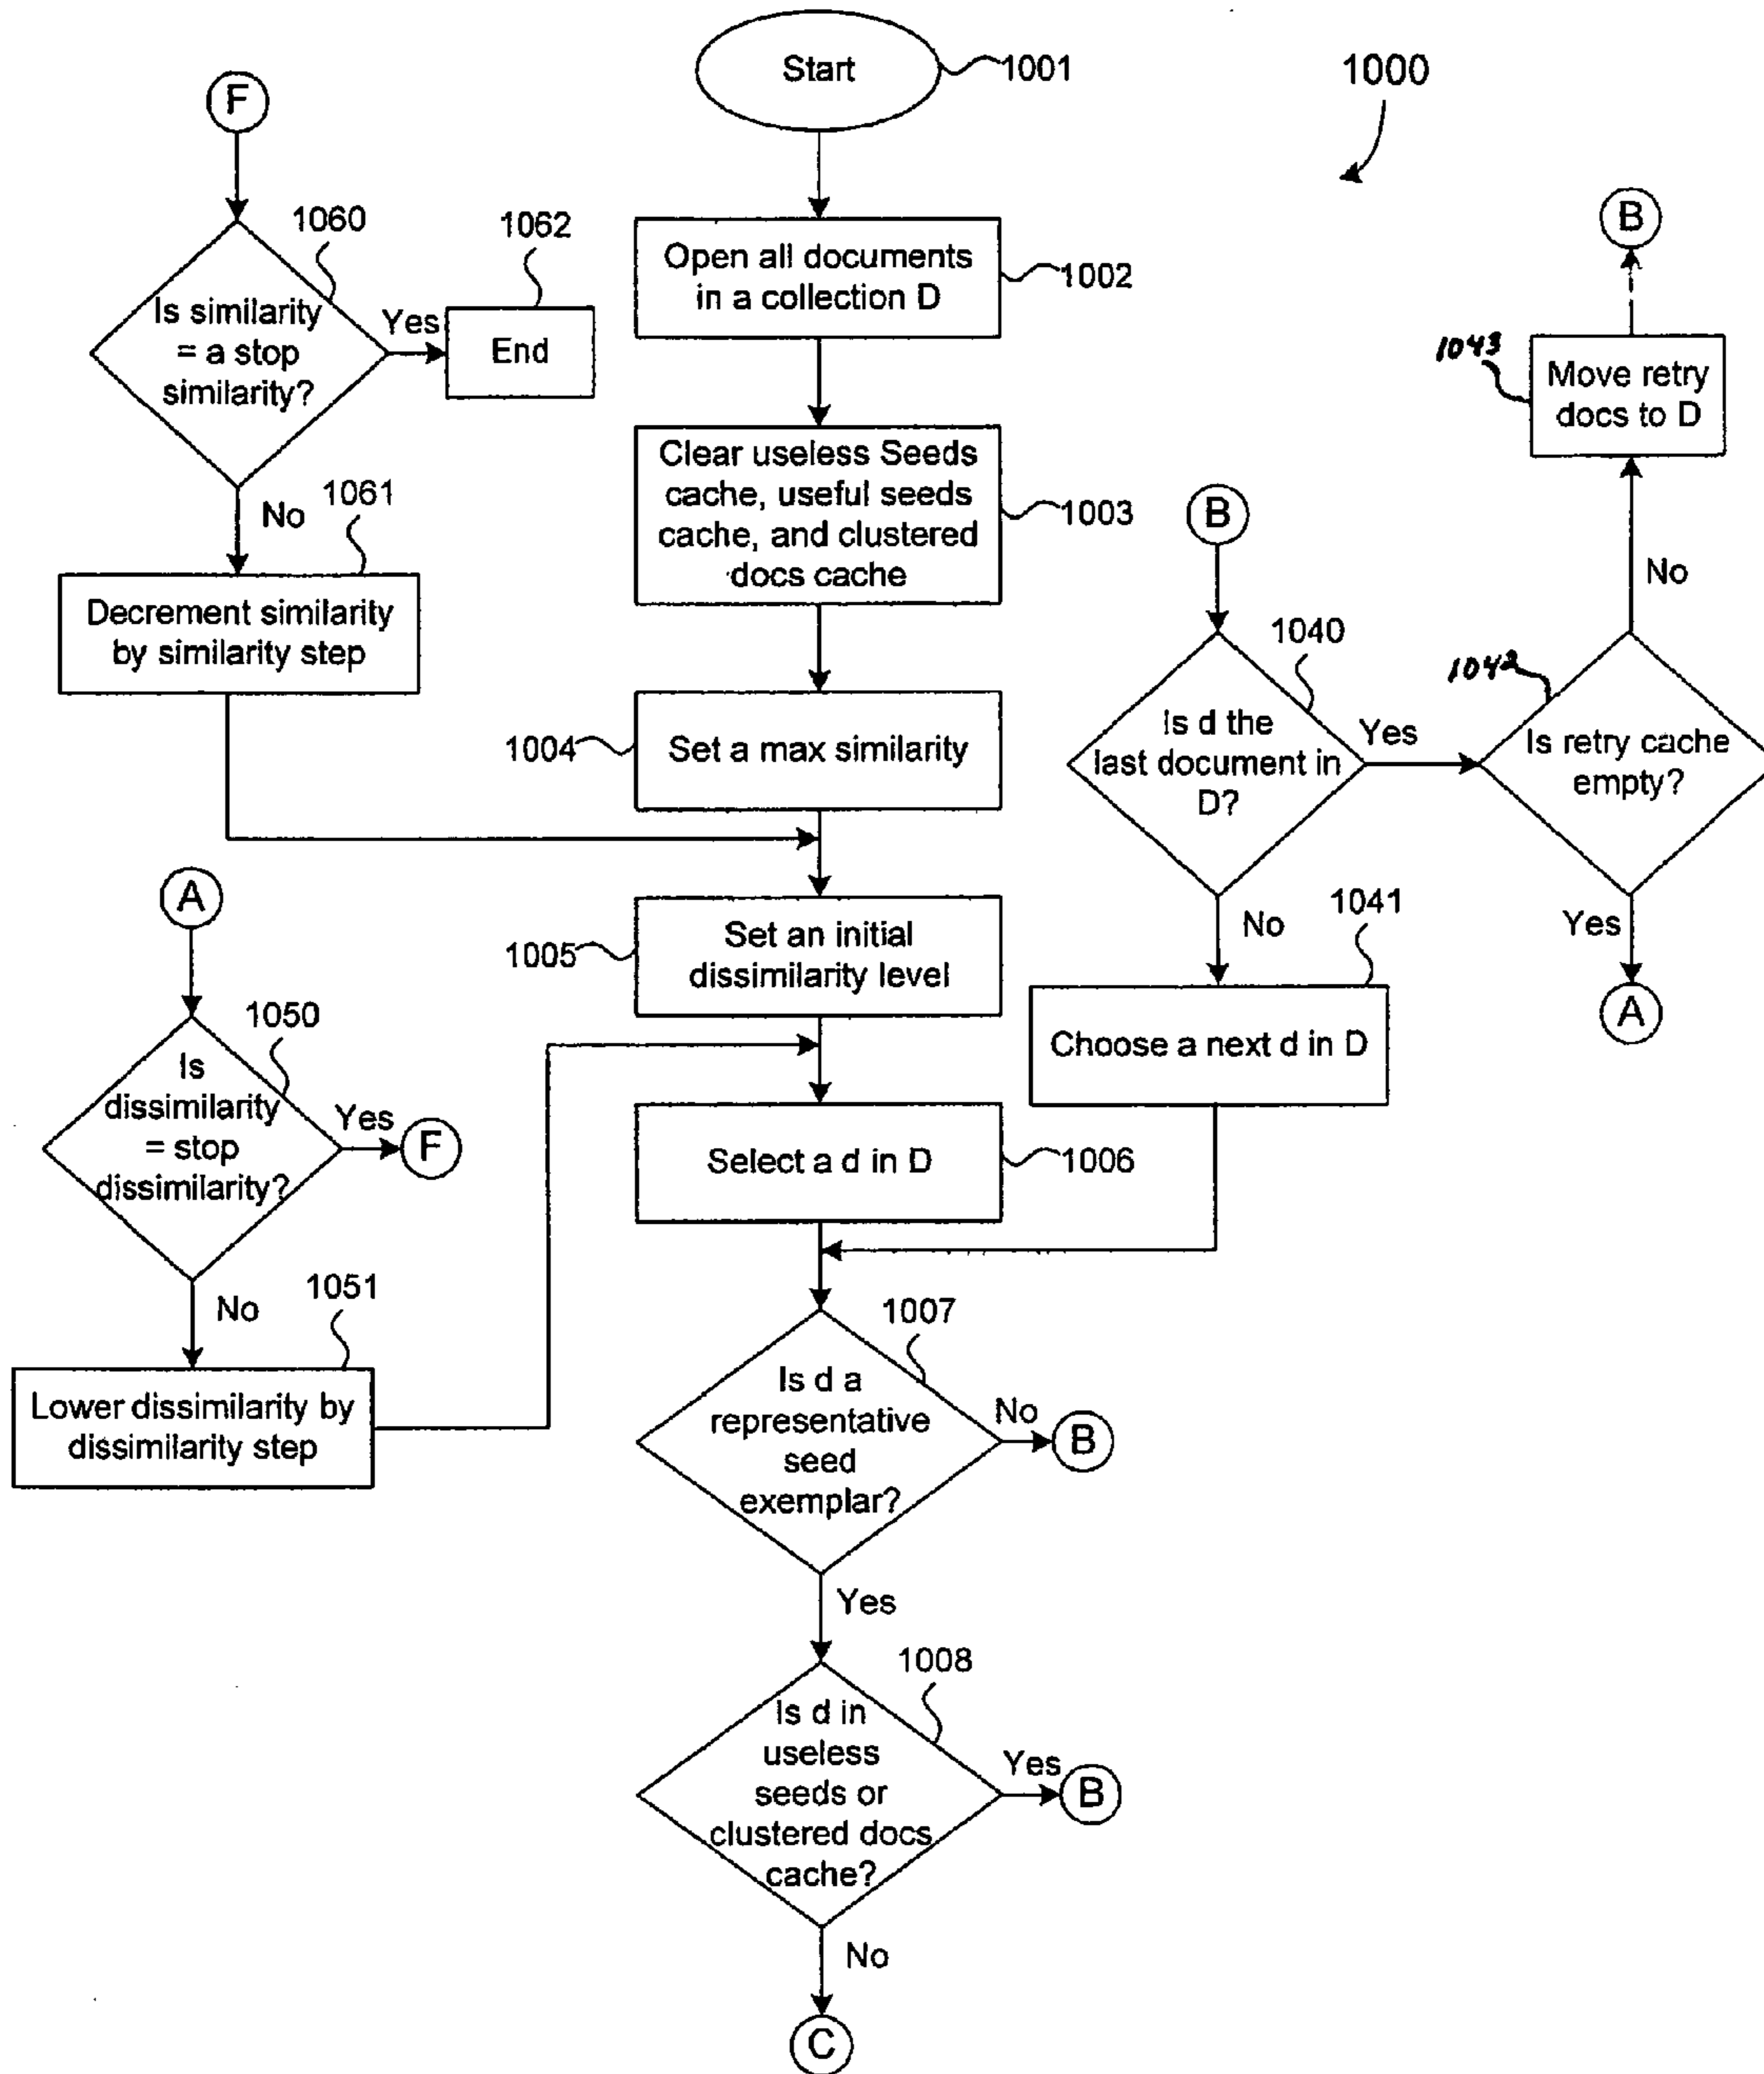 Start
1001
1000
F
1060
Is similarity
= a stop
similarity?
Yes
1062
End
No
1061
Decrement similarity
by similarity step
Open all documents
in a collection D
1002
Clear useless Seeds
cache, useful seeds
cache, and clustered
docs cache
1003
1004
Set a max similarity
1005
Set an initial
dissimilarity level
Select a d in D
1006
A
1050
Is
dissimilarity
= stop
dissimilarity?
Yes
F
No
1051
Lower dissimilarity by
dissimilarity step
B
1043
Move retry
docs to D
No
B
1040
Is d the
last document in
D?
Yes
1042
Is retry cache
empty?
Yes
A
No
1041
Choose a next d in D
1007
Is d a
representative
seed
exemplar?
No
B
Yes
1008
Is d in
useless
seeds or
clustered docs
cache?
Yes
B
No
C